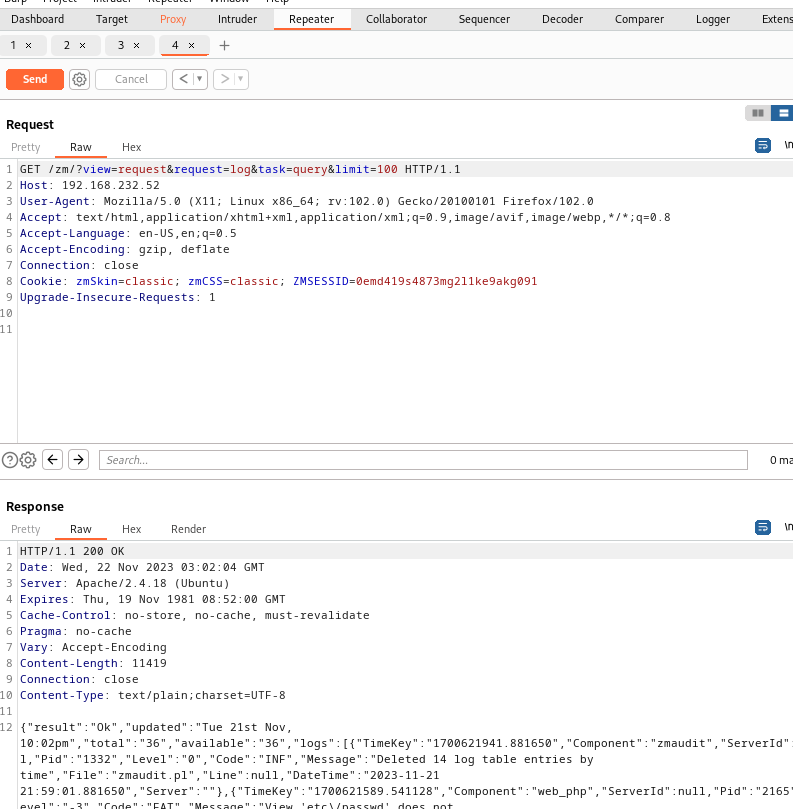 Dashboard Target Proxy Intruder Repeater Collaborator Sequencer Decoder Comparer Logger Extens
1 × 2 × 3 × 4 × +
Send Cancel < ▾ > ▾
Request
Pretty Raw Hex \n
1 GET /zm/?view=request&request=log&task=query&limit=100 HTTP/1.1
2 Host: 192.168.232.52
3 User-Agent: Mozilla/5.0 (X11; Linux x86_64; rv:102.0) Gecko/20100101 Firefox/102.0
4 Accept: text/html,application/xhtml+xml,application/xml;q=0.9,image/avif,image/webp,*/*;q=0.8
5 Accept-Language: en-US,en;q=0.5
6 Accept-Encoding: gzip, deflate
7 Connection: close
8 Cookie: zmSkin=classic; zmCSS=classic; ZMSESSID=0emd419s4873mg2l1ke9akg091
9 Upgrade-Insecure-Requests: 1
10
11
Search... 0 ma
Response
Pretty Raw Hex Render \n
1 HTTP/1.1 200 OK
2 Date: Wed, 22 Nov 2023 03:02:04 GMT
3 Server: Apache/2.4.18 (Ubuntu)
4 Expires: Thu, 19 Nov 1981 08:52:00 GMT
5 Cache-Control: no-store, no-cache, must-revalidate
6 Pragma: no-cache
7 Vary: Accept-Encoding
8 Content-Length: 11419
9 Connection: close
10 Content-Type: text/plain;charset=UTF-8
11
12 {"result":"Ok","updated":"Tue 21st Nov,
10:02pm","total":"36","available":"36","logs":[{"TimeKey":"1700621941.881650","Component":"zmaudit","ServerId":
l,"Pid":"1332","Level":"0","Code":"INF","Message":"Deleted 14 log table entries by
time","File":"zmaudit.pl","Line":null,"DateTime":"2023-11-21
21:59:01.881650","Server":""},{"TimeKey":"1700621589.541128","Component":"web_php","ServerId":null,"Pid":"2165"
evel":"-3","Code":"FAT","Message":"View 'etc\/passwd' does not